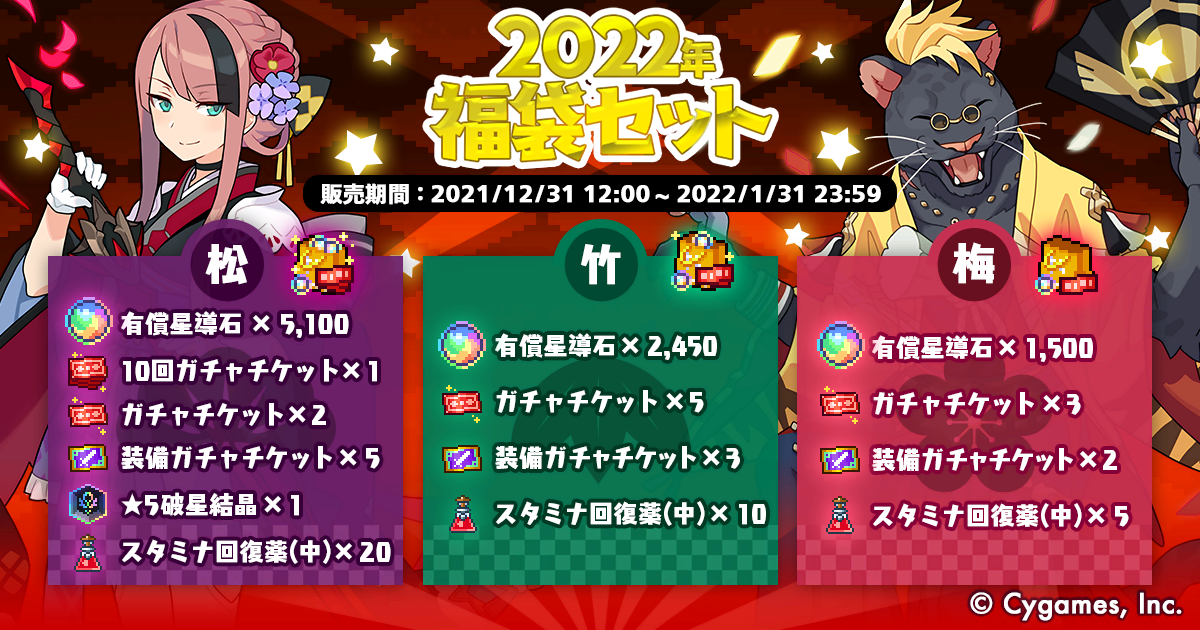 2022年
福袋セット
販売期間：2021/12/31 12:00～2022/1/31 23:59
松
有償星導石×5,100
10回ガチャチケット×1
ガチャチケット×2
装備ガチャチケット×5
★5破星結晶×1
スタミナ回復薬(中)×20
竹
有償星導石×2,450
ガチャチケット×5
装備ガチャチケット×3
スタミナ回復薬(中)×10
梅
有償星導石×1,500
ガチャチケット×3
装備ガチャチケット×2
スタミナ回復薬(中)×5
© Cygames, Inc.